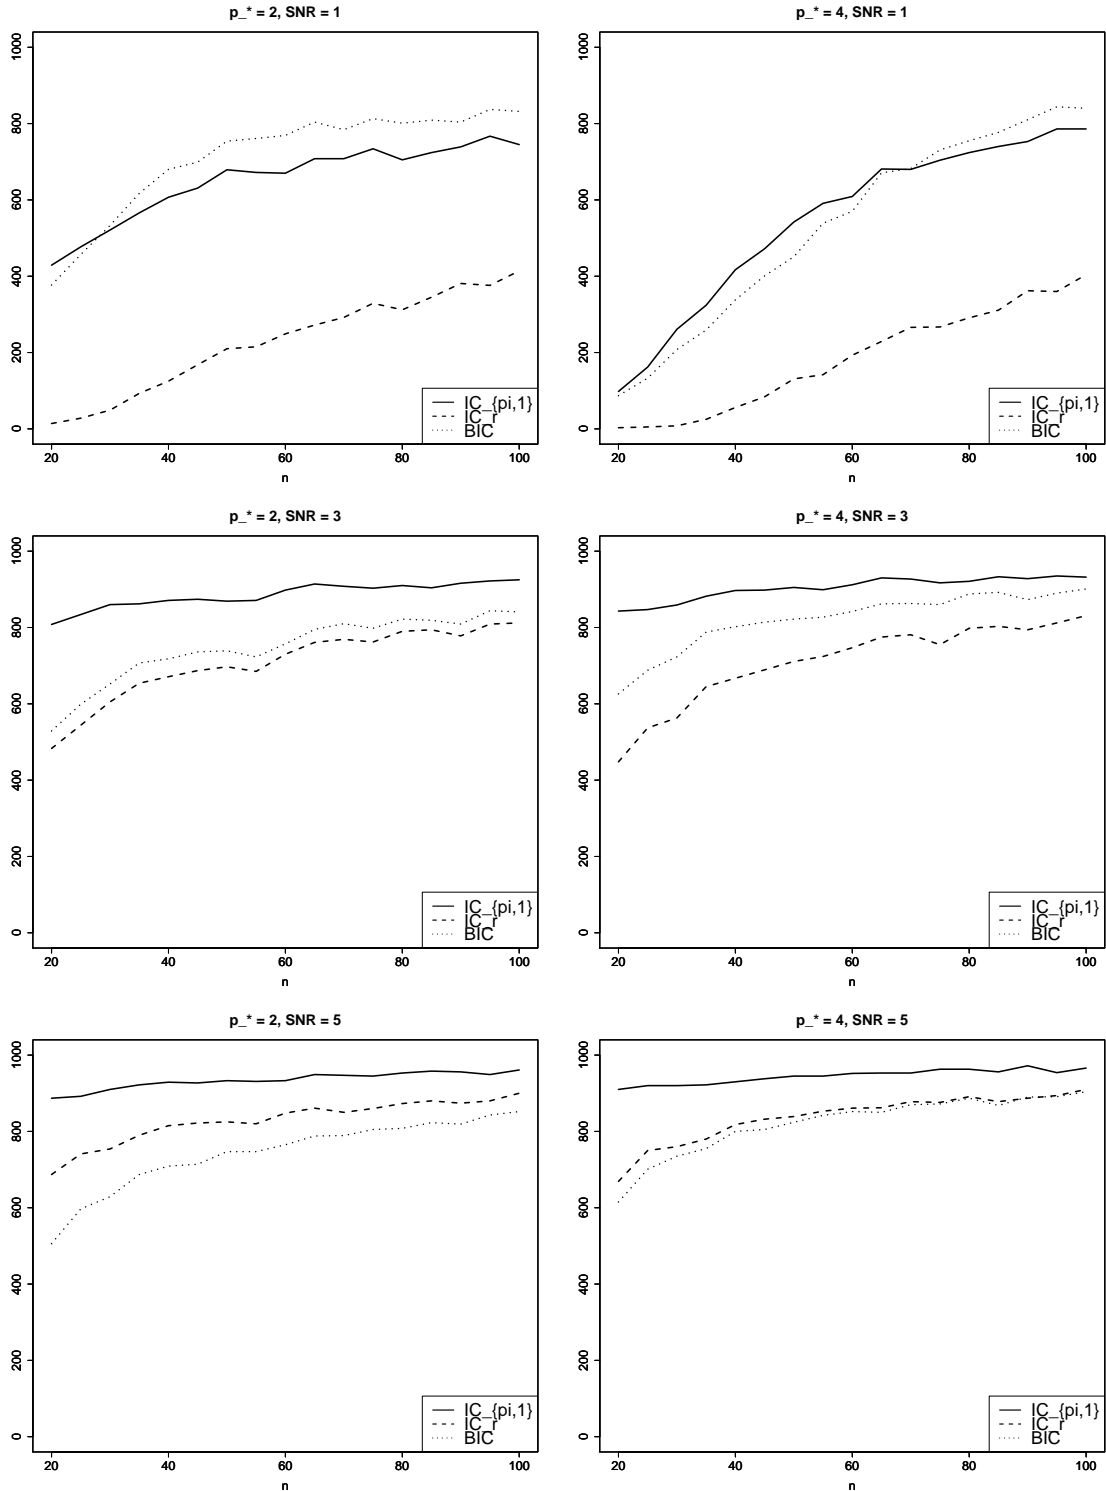 p_* = 2, SNR = 1
1000
800
600
400
200
0
20 40 60 80 100
n
IC_{pi,1}
IC_r
BIC
p_* = 4, SNR = 1
1000
800
600
400
200
0
20 40 60 80 100
n
IC_{pi,1}
IC_r
BIC
p_* = 2, SNR = 3
1000
800
600
400
200
0
20 40 60 80 100
n
IC_{pi,1}
IC_r
BIC
p_* = 4, SNR = 3
1000
800
600
400
200
0
20 40 60 80 100
n
IC_{pi,1}
IC_r
BIC
p_* = 2, SNR = 5
1000
800
600
400
200
0
20 40 60 80 100
n
IC_{pi,1}
IC_r
BIC
p_* = 4, SNR = 5
1000
800
600
400
200
0
20 40 60 80 100
n
IC_{pi,1}
IC_r
BIC